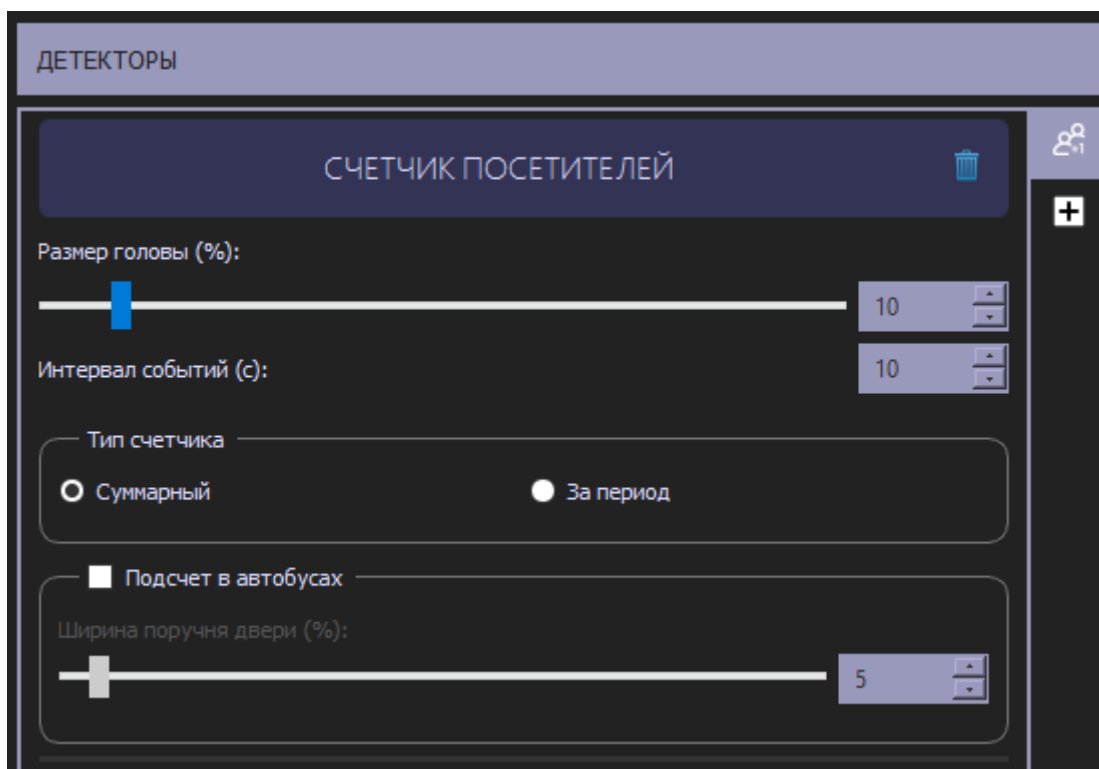 ДЕТЕКТОРЫ
СЧЕТЧИК ПОСЕТИТЕЛЕЙ
+1
Размер головы (%):
10
Интервал событий (с):
10
Тип счетчика
Суммарный За период
Подсчет в автобусах
Ширина поручня двери (%):
5